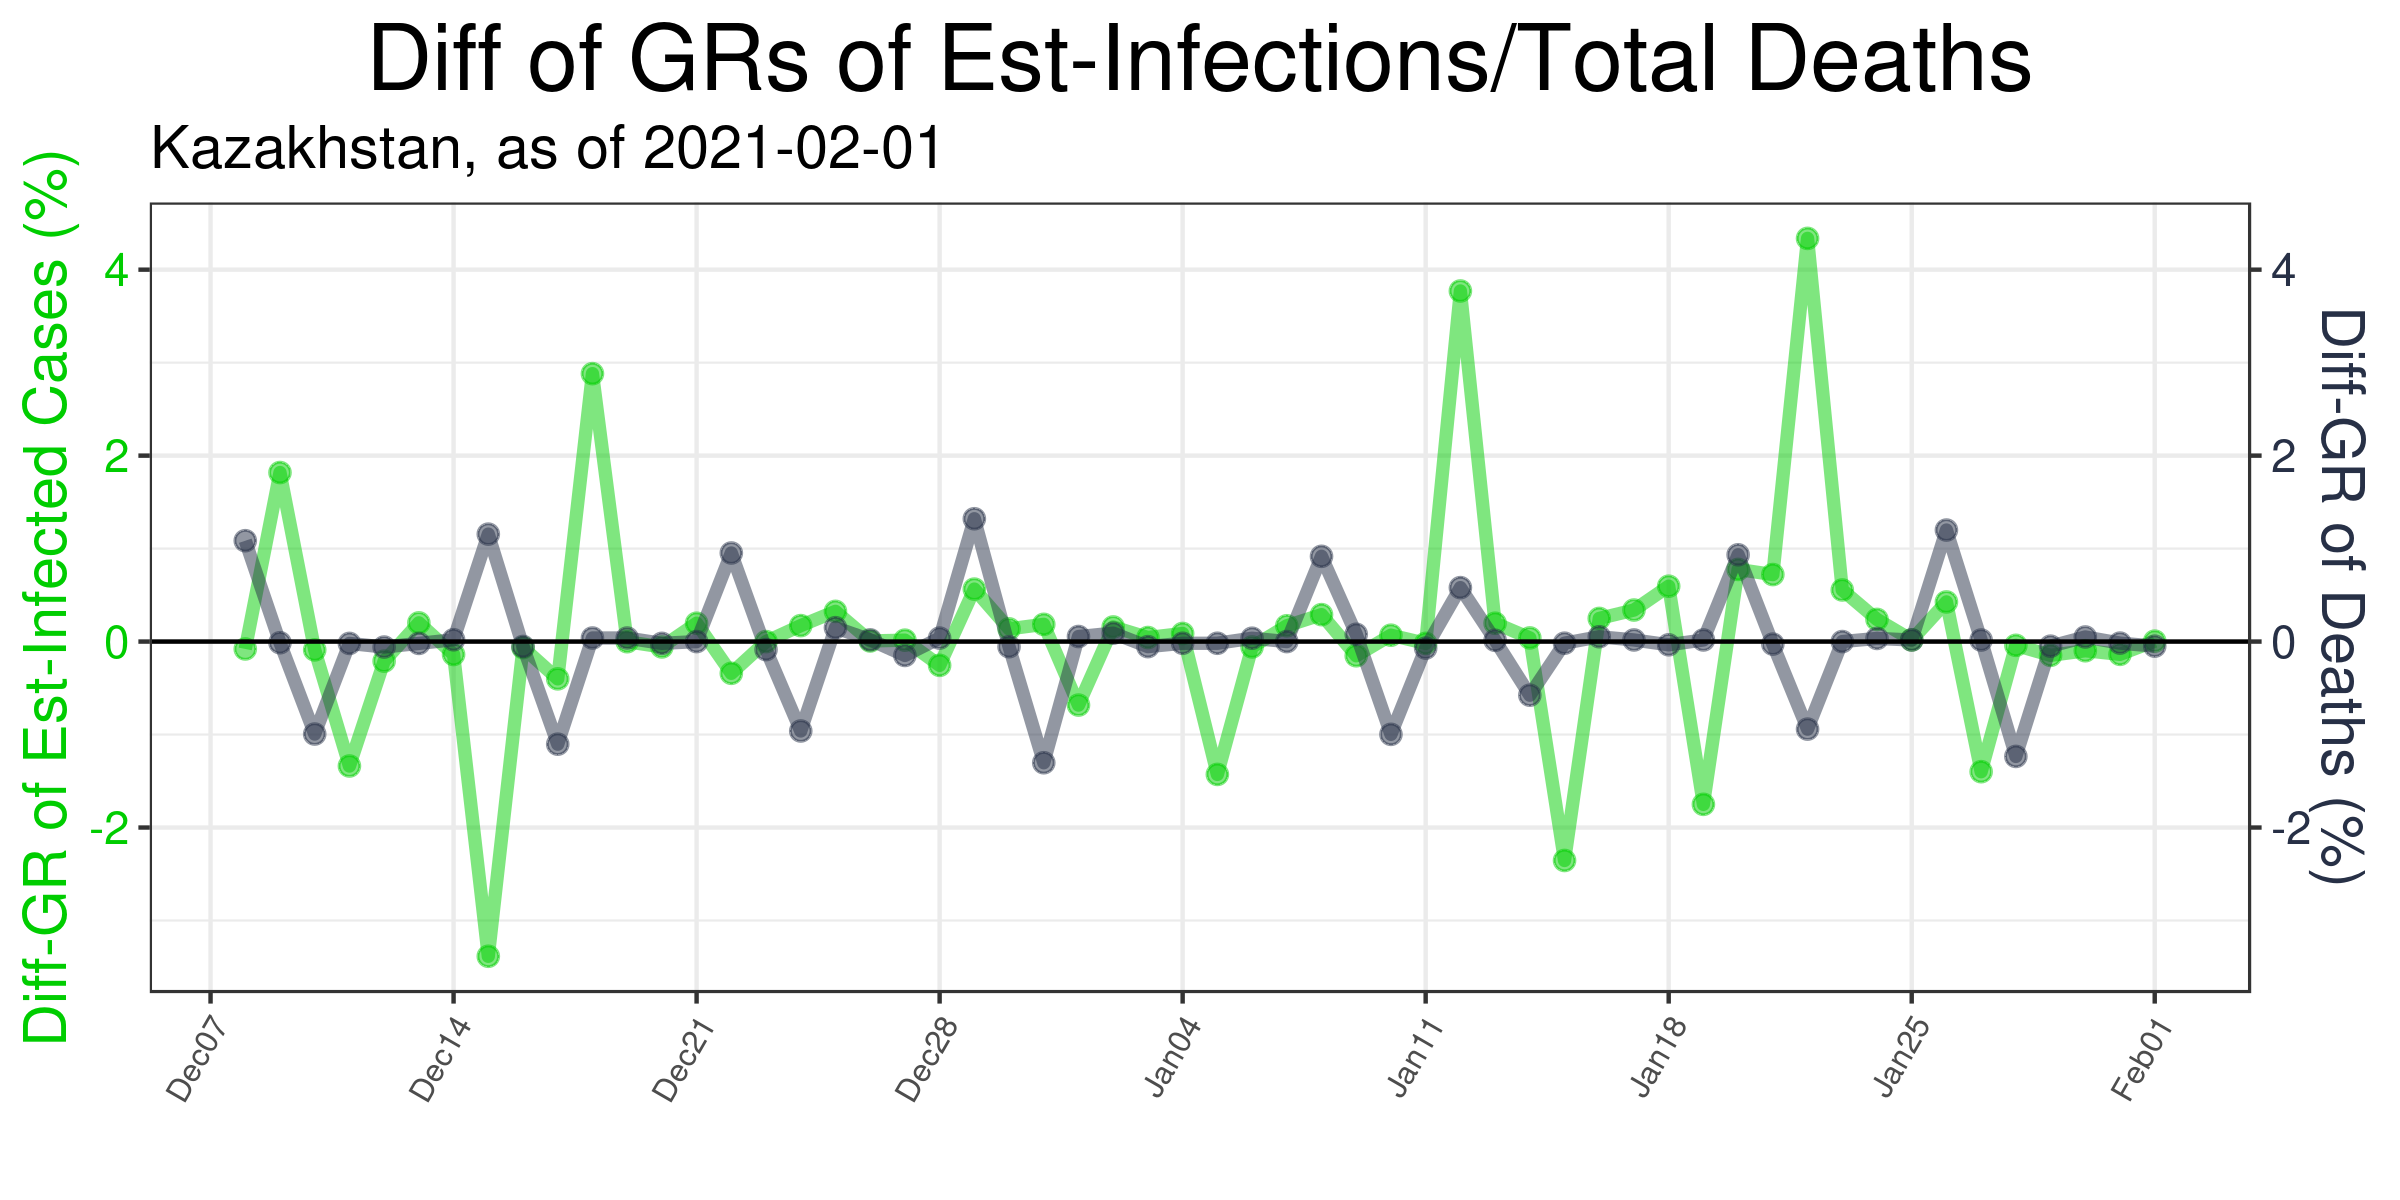 Diff of GRs of Est-Infections/Total Deaths
Kazakhstan, as of 2021-02-01
Diff-GR of Est-Infected Cases (%)
4
2
0
-2
4
2
0
-2
Diff-GR of Deaths (%)
Dec07
Dec14
Dec21
Dec28
Jan04
Jan11
Jan18
Jan25
Feb01